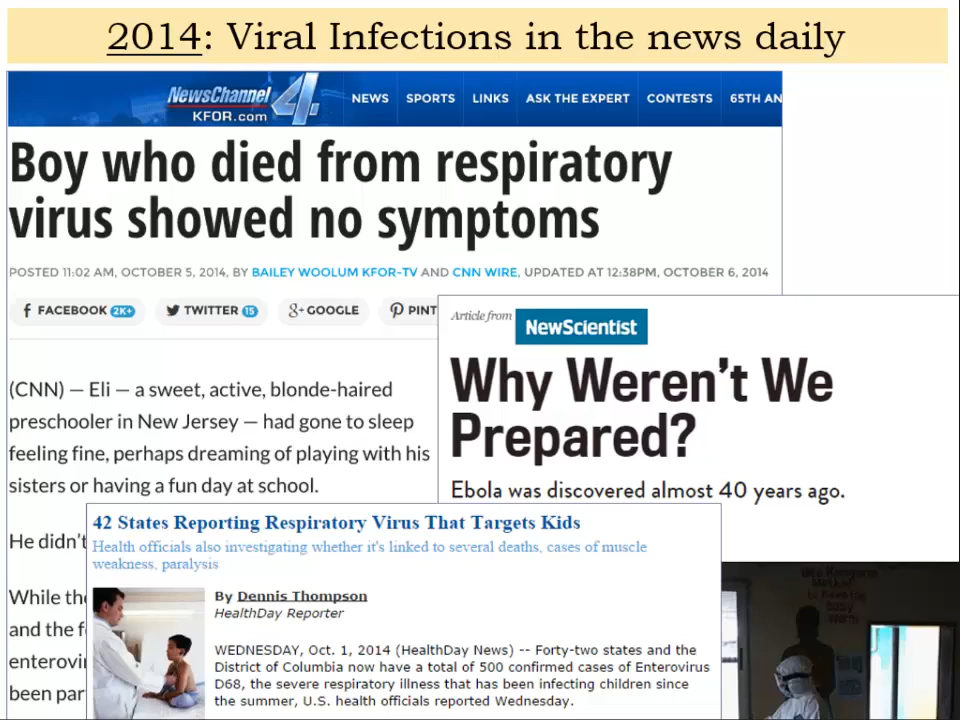 2014: Viral Infections in the news daily
NewsChannel 4
KFOR.com
NEWS SPORTS LINKS ASK THE EXPERT CONTESTS 65TH AN
Boy who died from respiratory
virus showed no symptoms
POSTED 11:02 AM, OCTOBER 5, 2014, BY BAILEY WOOLUM KFOR-TV AND CNN WIRE, UPDATED AT 12:38PM, OCTOBER 6, 2014
FACEBOOK 2K+ TWITTER 15 g+ GOOGLE PINT
(CNN) — Eli — a sweet, active, blonde-haired
preschooler in New Jersey — had gone to sleep
feeling fine, perhaps dreaming of playing with his
sisters or having a fun day at school.
He didn't
While the
and the f
enterovi
been par
Article from NewScientist
Why Weren't We
Prepared?
Ebola was discovered almost 40 years ago.
42 States Reporting Respiratory Virus That Targets Kids
Health officials also investigating whether it's linked to several deaths, cases of muscle
weakness, paralysis
By Dennis Thompson
HealthDay Reporter
WEDNESDAY, Oct. 1, 2014 (HealthDay News) -- Forty-two states and the
District of Columbia now have a total of 500 confirmed cases of Enterovirus
D68, the severe respiratory illness that has been infecting children since
the summer, U.S. health officials reported Wednesday.